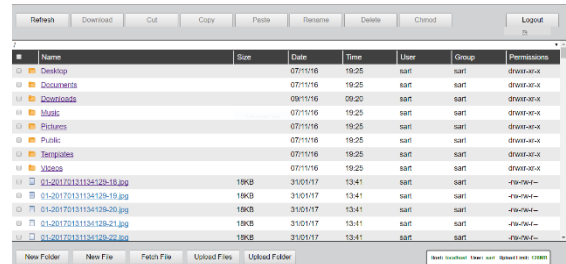 Refresh Download Cut Copy Paste Rename Delete Chmod Logout
/
Name Size Date Time User Group Permissions
Desktop 07/11/16 19:25 sart sart drwxr-xr-x
Documents 07/11/16 19:25 sart sart drwxr-xr-x
Downloads 09/11/16 09:20 sart sart drwxr-xr-x
Music 07/11/16 19:25 sart sart drwxr-xr-x
Pictures 07/11/16 19:25 sart sart drwxr-xr-x
Public 07/11/16 19:25 sart sart drwxr-xr-x
Templates 07/11/16 19:25 sart sart drwxr-xr-x
Videos 07/11/16 19:25 sart sart drwxr-xr-x
01-20170131134129-18.jpg 18KB 31/01/17 13:41 sart sart -rw-rw-r--
01-20170131134129-19.jpg 18KB 31/01/17 13:41 sart sart -rw-rw-r--
01-20170131134129-20.jpg 18KB 31/01/17 13:41 sart sart -rw-rw-r--
01-20170131134129-21.jpg 18KB 31/01/17 13:41 sart sart -rw-rw-r--
01-20170131134129-22.jpg 18KB 31/01/17 13:41 sart sart -rw-rw-r--
New Folder New File Fetch File Upload Files Upload Folder Host: localhost User: sart Upload Limit: 128MB